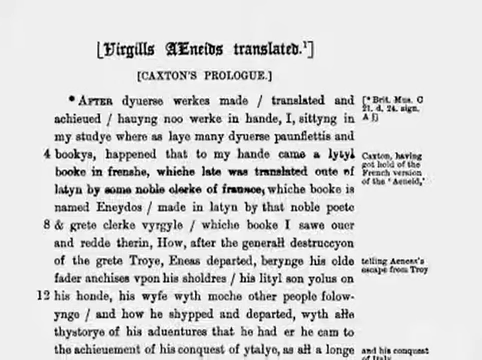 [Virgills AEneids translated.¹]
[CAXTON'S PROLOGUE.]
* AFTER dyuerse werkes made / translated and
achieued / hauyng noo werke in hande, I, sittyng in
my studye where as laye many dyuerse paunflettis and
4 bookys, happened that to my hande came a lytyl
booke in frenshe, whiche late was translated oute of
latyn by some noble clerke of fraunce, whiche booke is
named Eneydos / made in latyn by that noble poete
8 & grete clerke vyrgyle / whiche booke I sawe ouer
and redde therin, How, after the generall destruccyon
of the grete Troye, Eneas departed, berynge his olde
fader anchises vpon his sholdres / his lityl son yolus on
12 his honde, his wyfe wyth moche other people folow-
ynge / and how he shypped and departed, wyth alle
thystorye of his aduentures that he had er he cam to
the achieuement of his conquest of ytalye, as all a longe
[* Brit. Mus. C
21. d. 24. sign.
A j]
Caxton, having
got hold of the
French version
of the 'Aeneid,'
telling Aeneas's
escape from Troy
and his conquest
of Italy